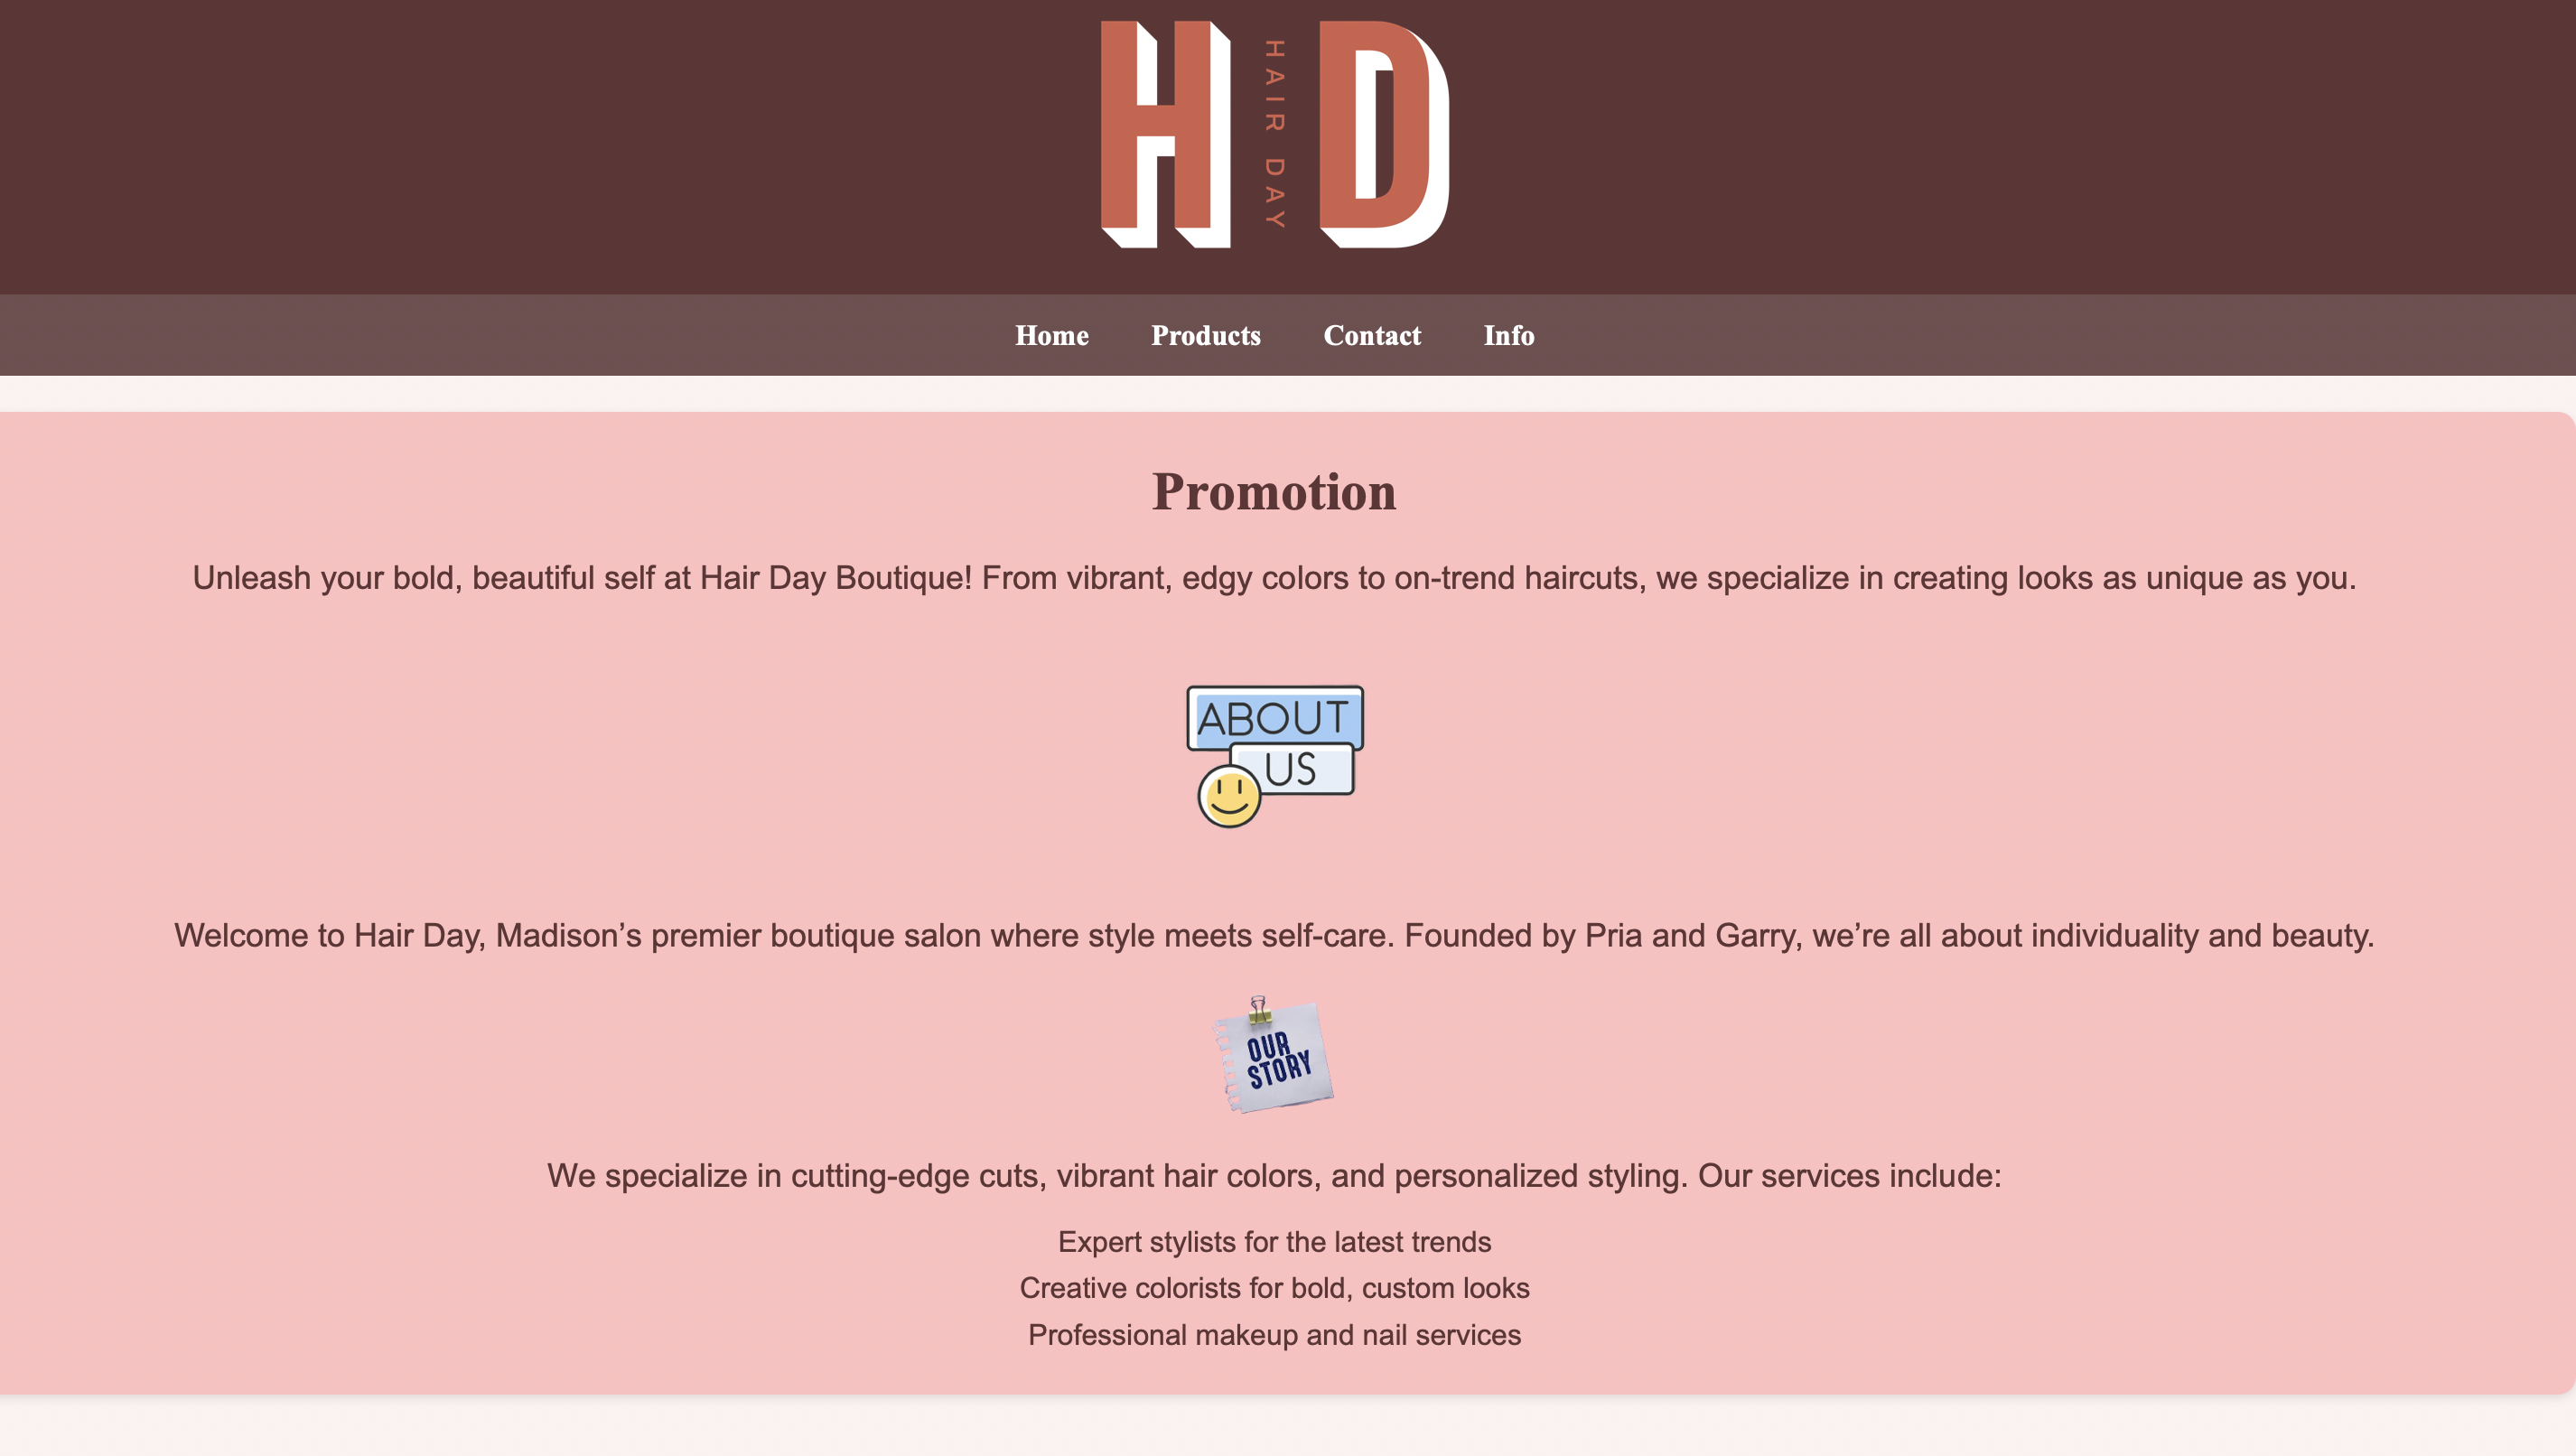 H HAIR DAY D
Home Products Contact Info
Promotion
Unleash your bold, beautiful self at Hair Day Boutique! From vibrant, edgy colors to on-trend haircuts, we specialize in creating looks as unique as you.
ABOUT
US
Welcome to Hair Day, Madison’s premier boutique salon where style meets self-care. Founded by Pria and Garry, we’re all about individuality and beauty.
OUR
STORY
We specialize in cutting-edge cuts, vibrant hair colors, and personalized styling. Our services include:
Expert stylists for the latest trends
Creative colorists for bold, custom looks
Professional makeup and nail services